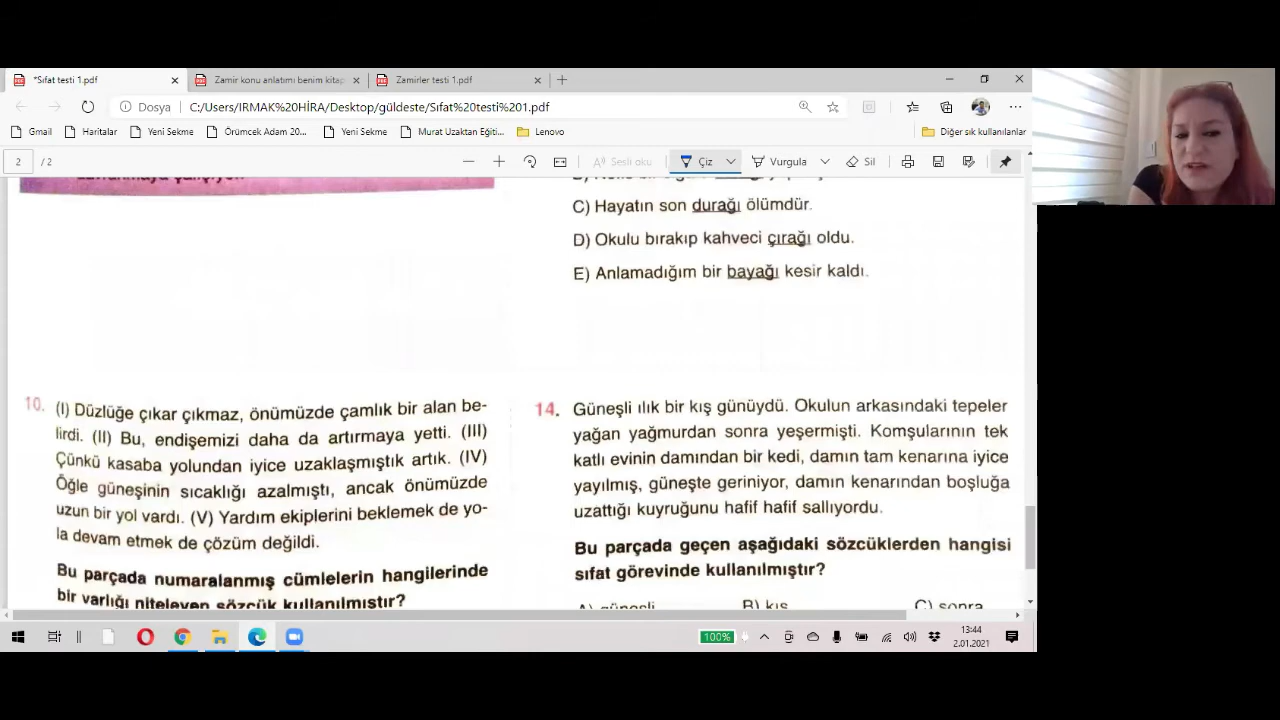 *Sıfat testi 1.pdf
Zamir konu anlatımı benim kitap
Zamirler testi 1.pdf
Dosya
C:/Users/IRMAK%20HİRA/Desktop/güldeste/Sıfat%20testi%201.pdf
Gmail
Haritalar
Yeni Sekme
Örümcek Adam 20...
Yeni Sekme
Murat Uzaktan Eğiti...
Lenovo
Diğer sık kullanılanlar
2 / 2
Sesli oku
Çiz
Vurgula
Sil
C) Hayatın son durağı ölümdür.
D) Okulu bırakıp kahveci çırağı oldu.
E) Anlamadığım bir bayağı kesir kaldı.
10. (I) Düzlüğe çıkar çıkmaz, önümüzde çamlık bir alan be-
lirdi. (II) Bu, endişemizi daha da artırmaya yetti. (III)
Çünkü kasaba yolundan iyice uzaklaşmıştık artık. (IV)
Öğle güneşinin sıcaklığı azalmıştı, ancak önümüzde
uzun bir yol vardı. (V) Yardım ekiplerini beklemek de yo-
la devam etmek de çözüm değildi.
Bu parçada numaralanmış cümlelerin hangilerinde
bir varlığı niteleyen sözcük kullanılmıştır?
14. Güneşli ılık bir kış günüydü. Okulun arkasındaki tepeler
yağan yağmurdan sonra yeşermişti. Komşularının tek
katlı evinin damından bir kedi, damın tam kenarına iyice
yayılmış, güneşte geriniyor, damın kenarından boşluğa
uzattığı kuyruğunu hafif hafif sallıyordu.
Bu parçada geçen aşağıdaki sözcüklerden hangisi
sıfat görevinde kullanılmıştır?
A) güneşli B) kış C) sonra
100%
13:44
2.01.2021